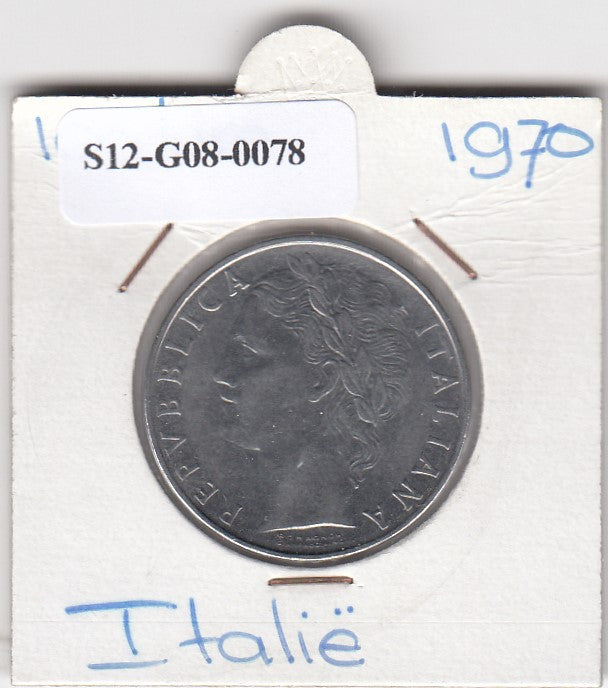 S12-G08-0078
1970
REPVBBLICA ITALIANA
Italië